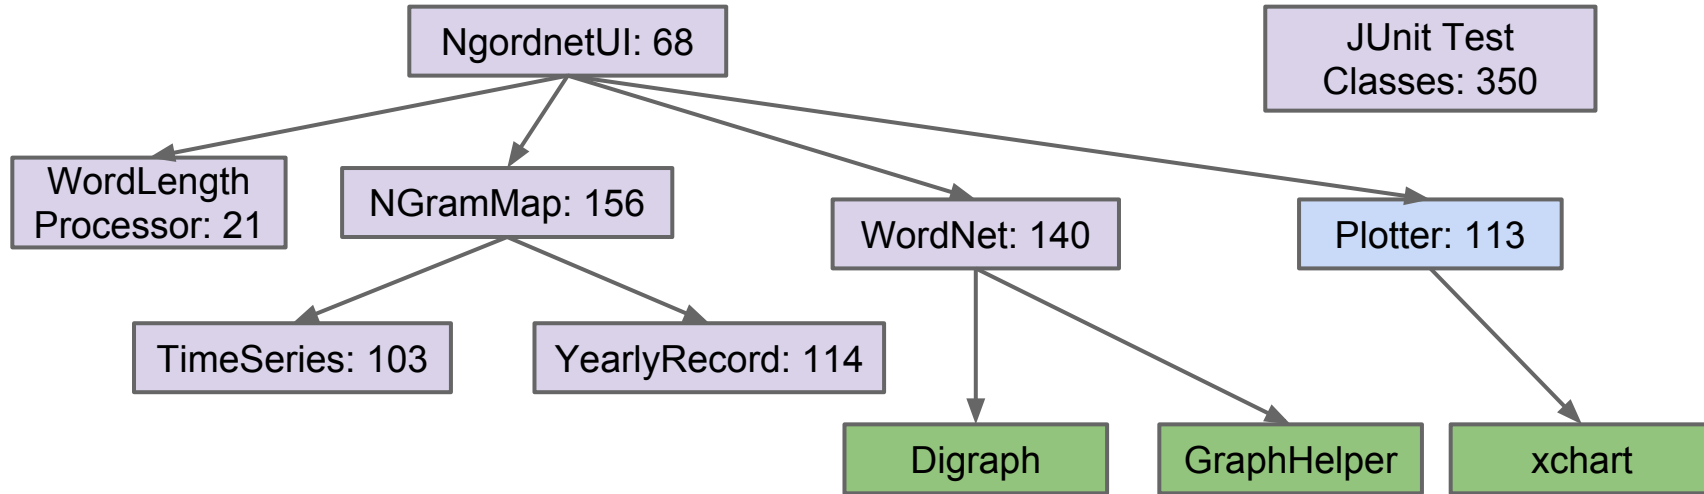 NgordnetUI: 68
JUnit Test
Classes: 350
WordLength
Processor: 21
NGramMap: 156
WordNet: 140
Plotter: 113
TimeSeries: 103
YearlyRecord: 114
Digraph
GraphHelper
xchart